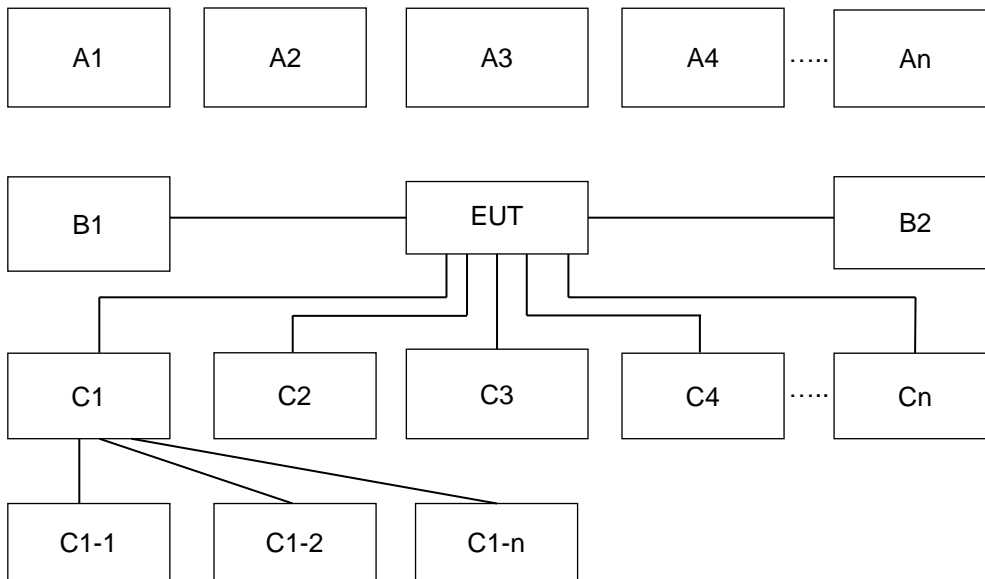 A1 A2 A3 A4 ..... An
B1 EUT B2
C1 C2 C3 C4 ..... Cn
C1-1 C1-2 C1-n